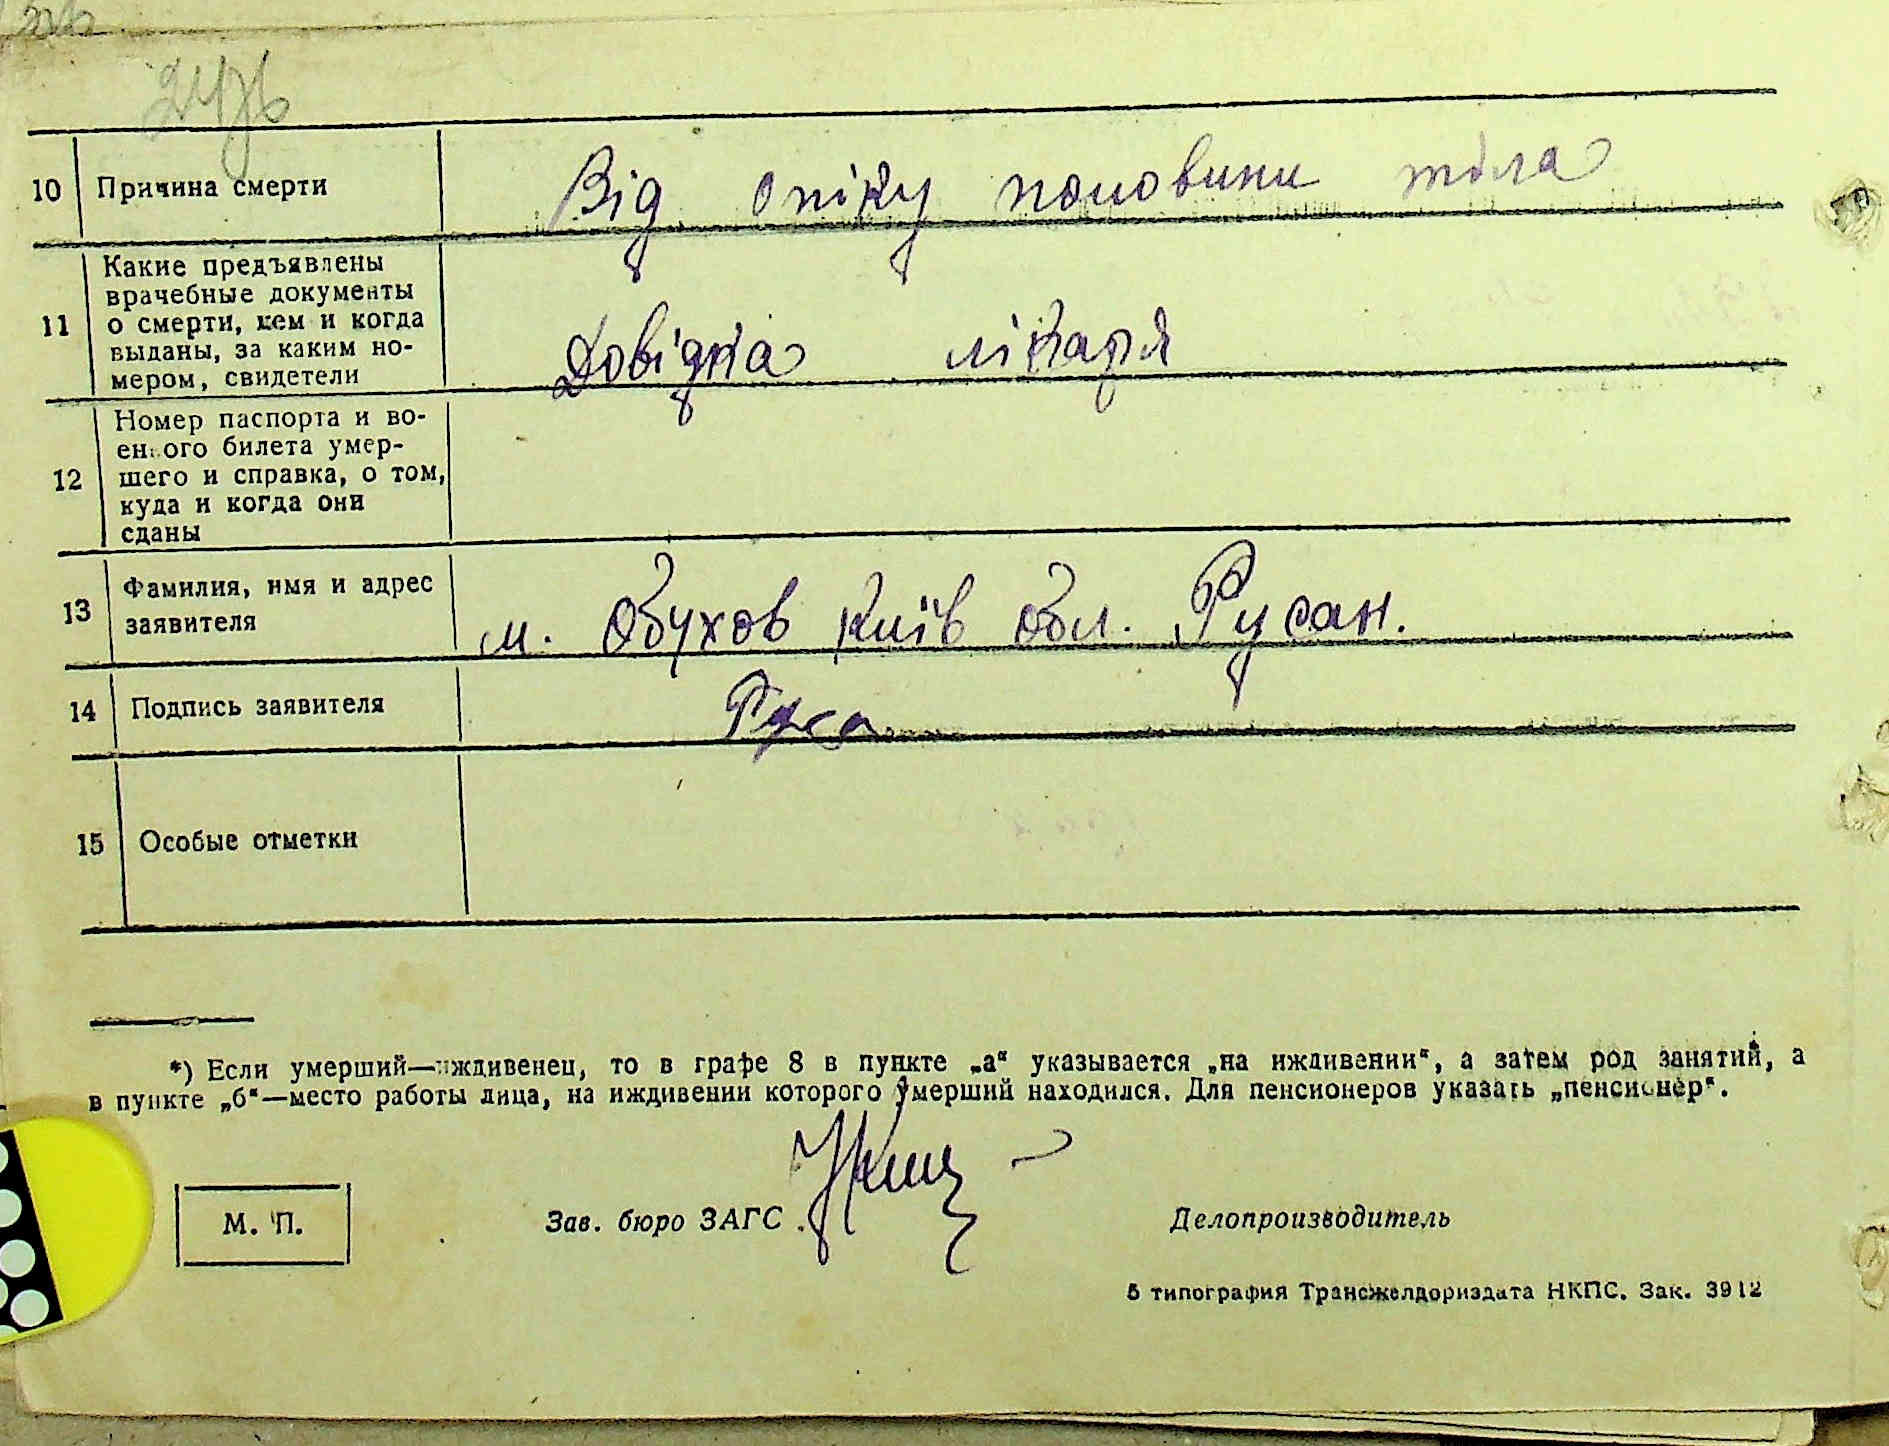 10 Причина смерти Від опіку половини тіла
11 Какие предъявлены
врачебные документы
о смерти, кем и когда
выданы, за каким но-
мером, свидетели
Довідка лікаря
12 Номер паспорта и во-
енного билета умер-
шего и справка, о том,
куда и когда они
сданы
13 Фамилия, имя и адрес
заявителя
м. Обухов Київ обл. Русан.
14 Подпись заявителя Руса
15 Особые отметки
*) Если умерший—иждивенец, то в графе 8 в пункте „а“ указывается „на иждивении“, а затем род занятий, а
в пункте „б“—место работы лица, на иждивении которого умерший находился. Для пенсионеров указать „пенсионер“.
М. П. Зав. бюро ЗАГС Делопроизводитель
5 типография Трансжелдориздата НКПС. Зак. 3912